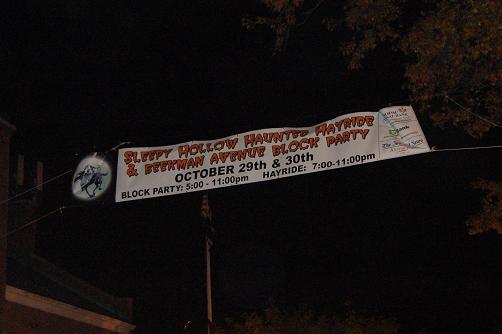 SLEEPY HOLLOW HAUNTED HAYRIDE
& BEEKMAN AVENUE BLOCK PARTY
OCTOBER 29th & 30th
BLOCK PARTY: 5:00 - 11:00pm HAYRIDE: 7:00-11:00pm